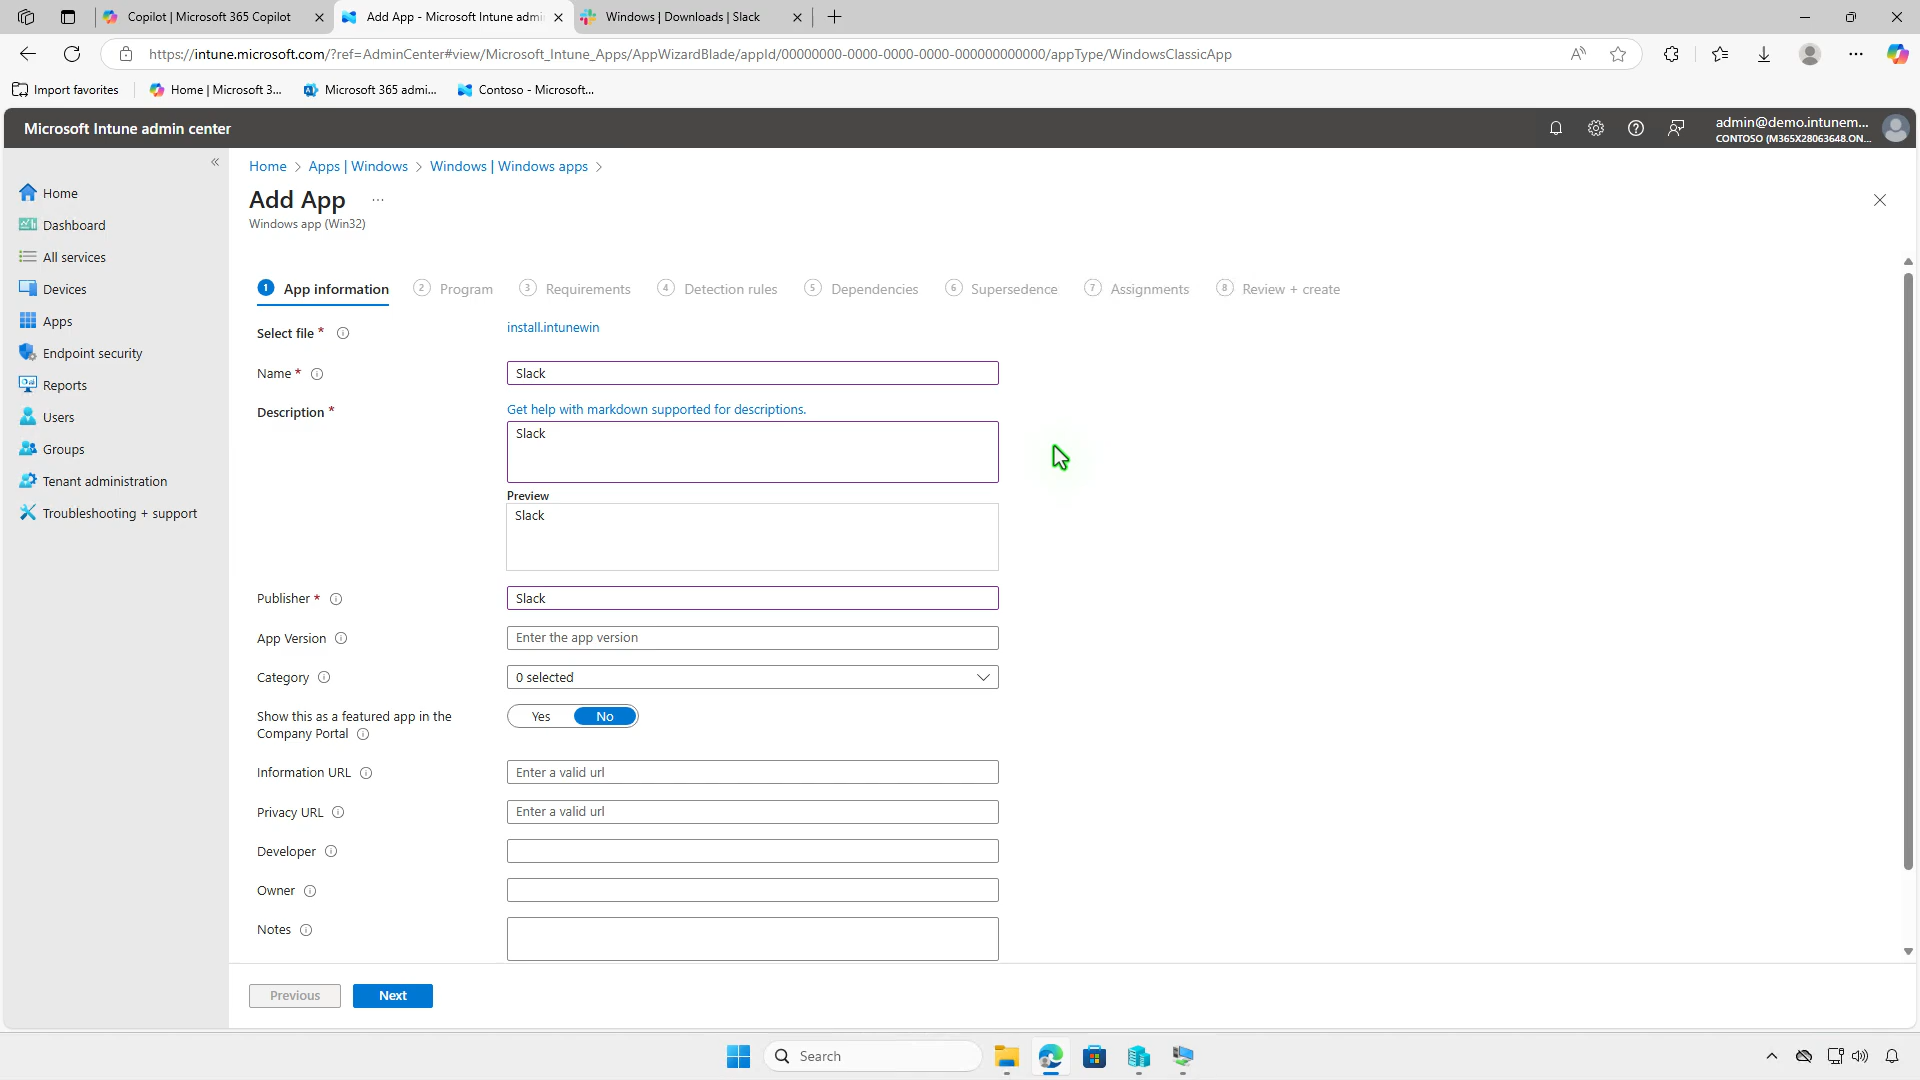 Copilot | Microsoft 365 Copilot
Add App - Microsoft Intune admi
Windows | Downloads | Slack
https://intune.microsoft.com/?ref=AdminCenter#view/Microsoft_Intune_Apps/AppWizardBlade/appId/00000000-0000-0000-0000-000000000000/appType/WindowsClassicApp
Import favorites
Home | Microsoft 3...
Microsoft 365 admi...
Contoso - Microsoft...
Microsoft Intune admin center
admin@demo.intunem...
CONTOSO (M365X28063648.ON...
Home
Dashboard
All services
Devices
Apps
Endpoint security
Reports
Users
Groups
Tenant administration
Troubleshooting + support
Home > Apps | Windows > Windows | Windows apps >
Add App ...
Windows app (Win32)
1 App information
2 Program
3 Requirements
4 Detection rules
5 Dependencies
6 Supersedence
7 Assignments
8 Review + create
Select file *
install.intunewin
Name *
Slack
Description *
Get help with markdown supported for descriptions.
Slack
Preview
Slack
Publisher *
Slack
App Version
Enter the app version
Category
0 selected
Show this as a featured app in the
Company Portal
Yes
No
Information URL
Enter a valid url
Privacy URL
Enter a valid url
Developer
Owner
Notes
Previous
Next
Search